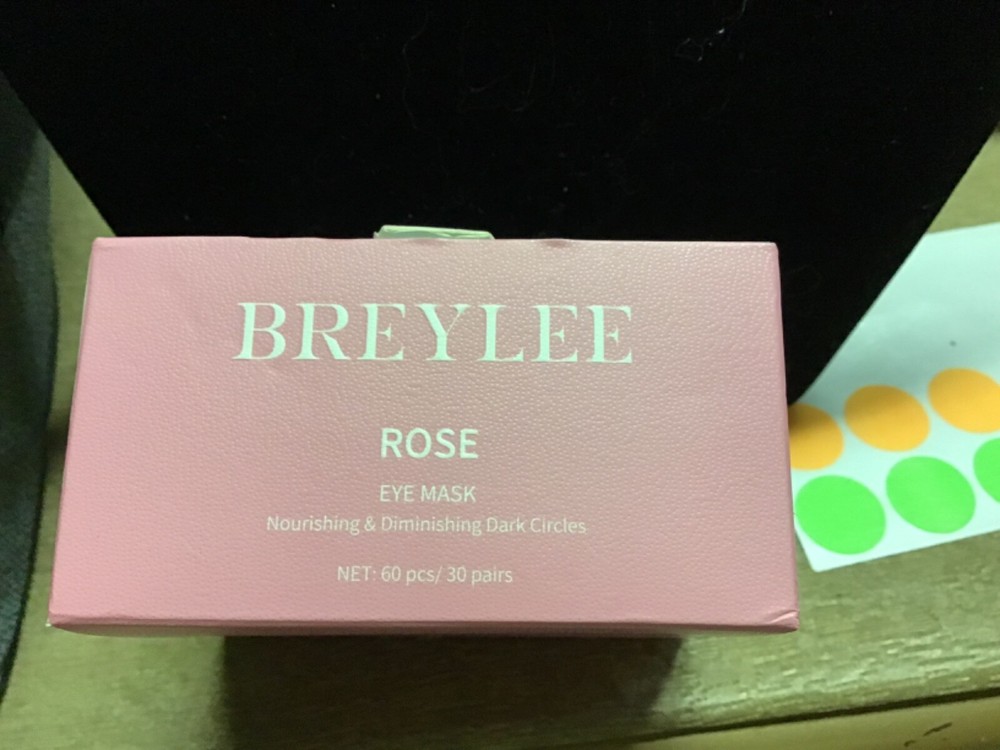 BREYLEE
ROSE
EYE MASK
Nourishing & Diminishing Dark Circles
NET: 60 pcs/ 30 pairs